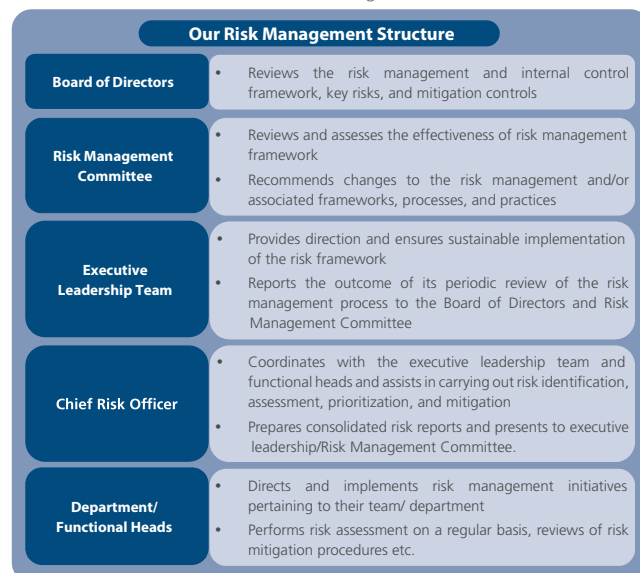 Our Risk Management Structure
Board of Directors
• Reviews the risk management and internal control
framework, key risks, and mitigation controls
Risk Management
Committee
• Reviews and assesses the effectiveness of risk management
framework
• Recommends changes to the risk management and/or
associated frameworks, processes, and practices
Executive
Leadership Team
• Provides direction and ensures sustainable implementation
of the risk framework
• Reports the outcome of its periodic review of the risk
management process to the Board of Directors and Risk
Management Committee
Chief Risk Officer
• Coordinates with the executive leadership team and
functional heads and assists in carrying out risk identification,
assessment, prioritization, and mitigation
• Prepares consolidated risk reports and presents to executive
leadership/Risk Management Committee.
Department/
Functional Heads
• Directs and implements risk management initiatives
pertaining to their team/ department
• Performs risk assessment on a regular basis, reviews of risk
mitigation procedures etc.